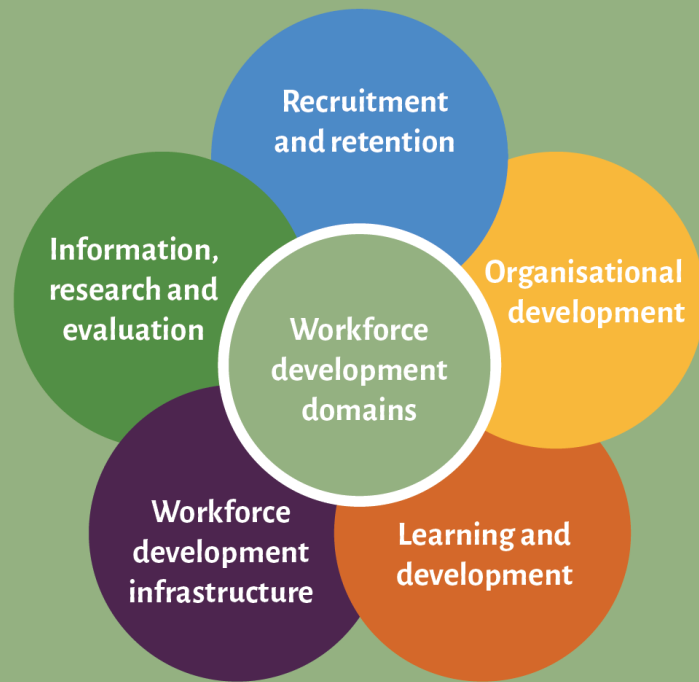 Recruitment
and retention
Organisational
development
Learning and
development
Workforce
development
infrastructure
Information,
research and
evaluation
Workforce
development
domains